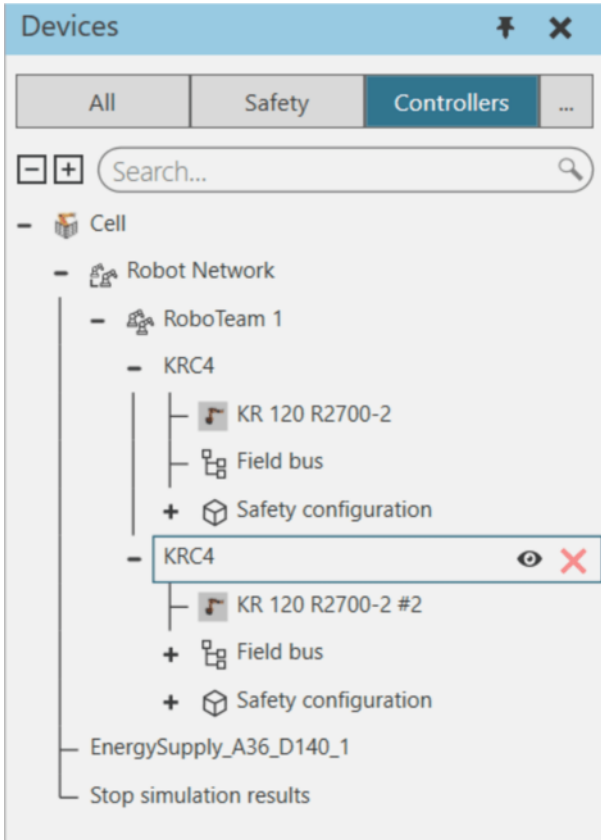 Devices
All Safety Controllers ...
Search...
Cell
Robot Network
RoboTeam 1
KRC4
KR 120 R2700-2
Field bus
Safety configuration
KRC4
KR 120 R2700-2 #2
Field bus
Safety configuration
EnergySupply_A36_D140_1
Stop simulation results